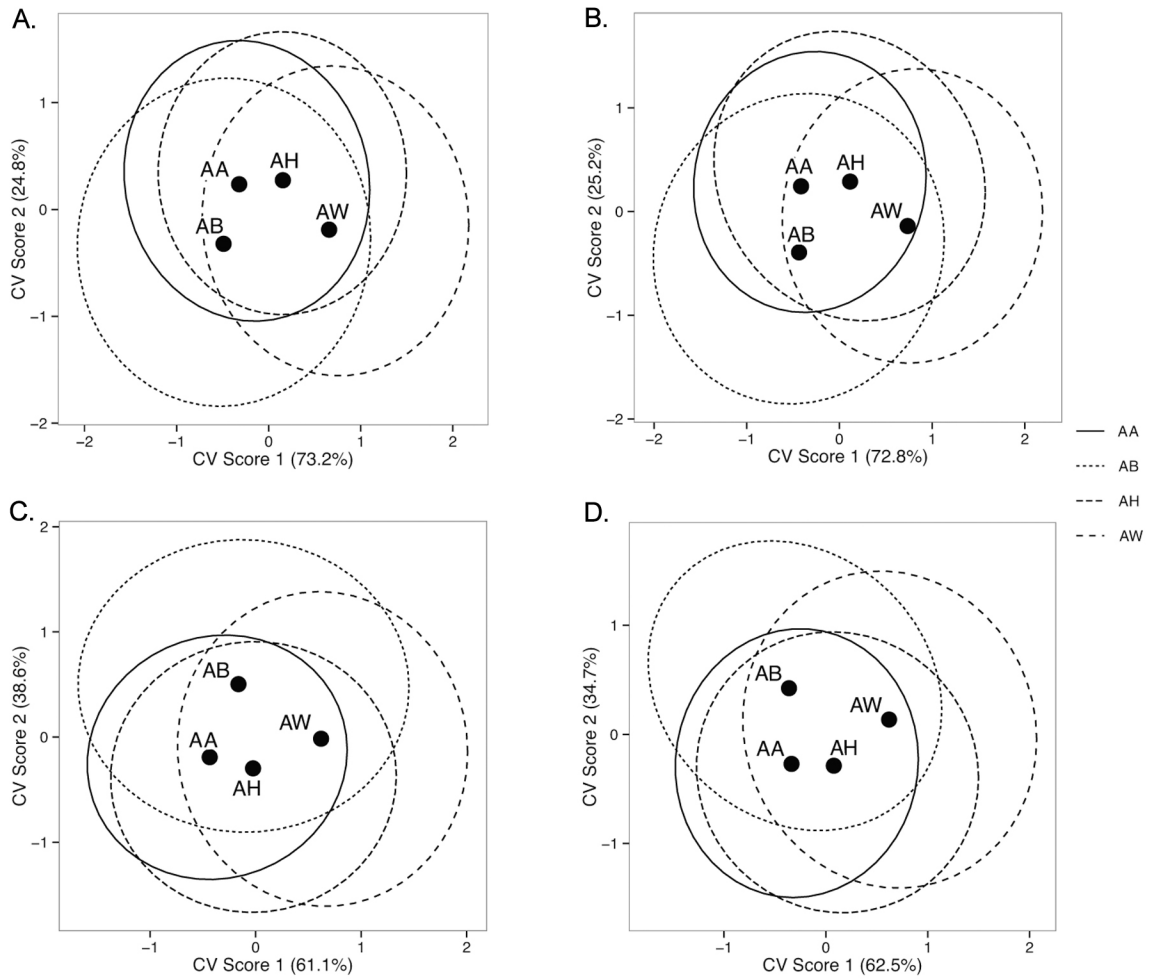 A.
CV Score 2 (24.8%)
1
0
−1
−2
AA
AH
AB
AW
−2 −1 0 1 2
CV Score 1 (73.2%)
B.
CV Score 2 (25.2%)
1
0
−1
−2
AA
AH
AW
AB
−2 −1 0 1 2
CV Score 1 (72.8%)
AA
AB
AH
AW
C.
CV Score 2 (38.6%)
2
1
0
−1
AB
AW
AA
AH
−1 0 1 2
CV Score 1 (61.1%)
D.
CV Score 2 (34.7%)
1
0
−1
AB
AW
AA
AH
−1 0 1 2
CV Score 1 (62.5%)